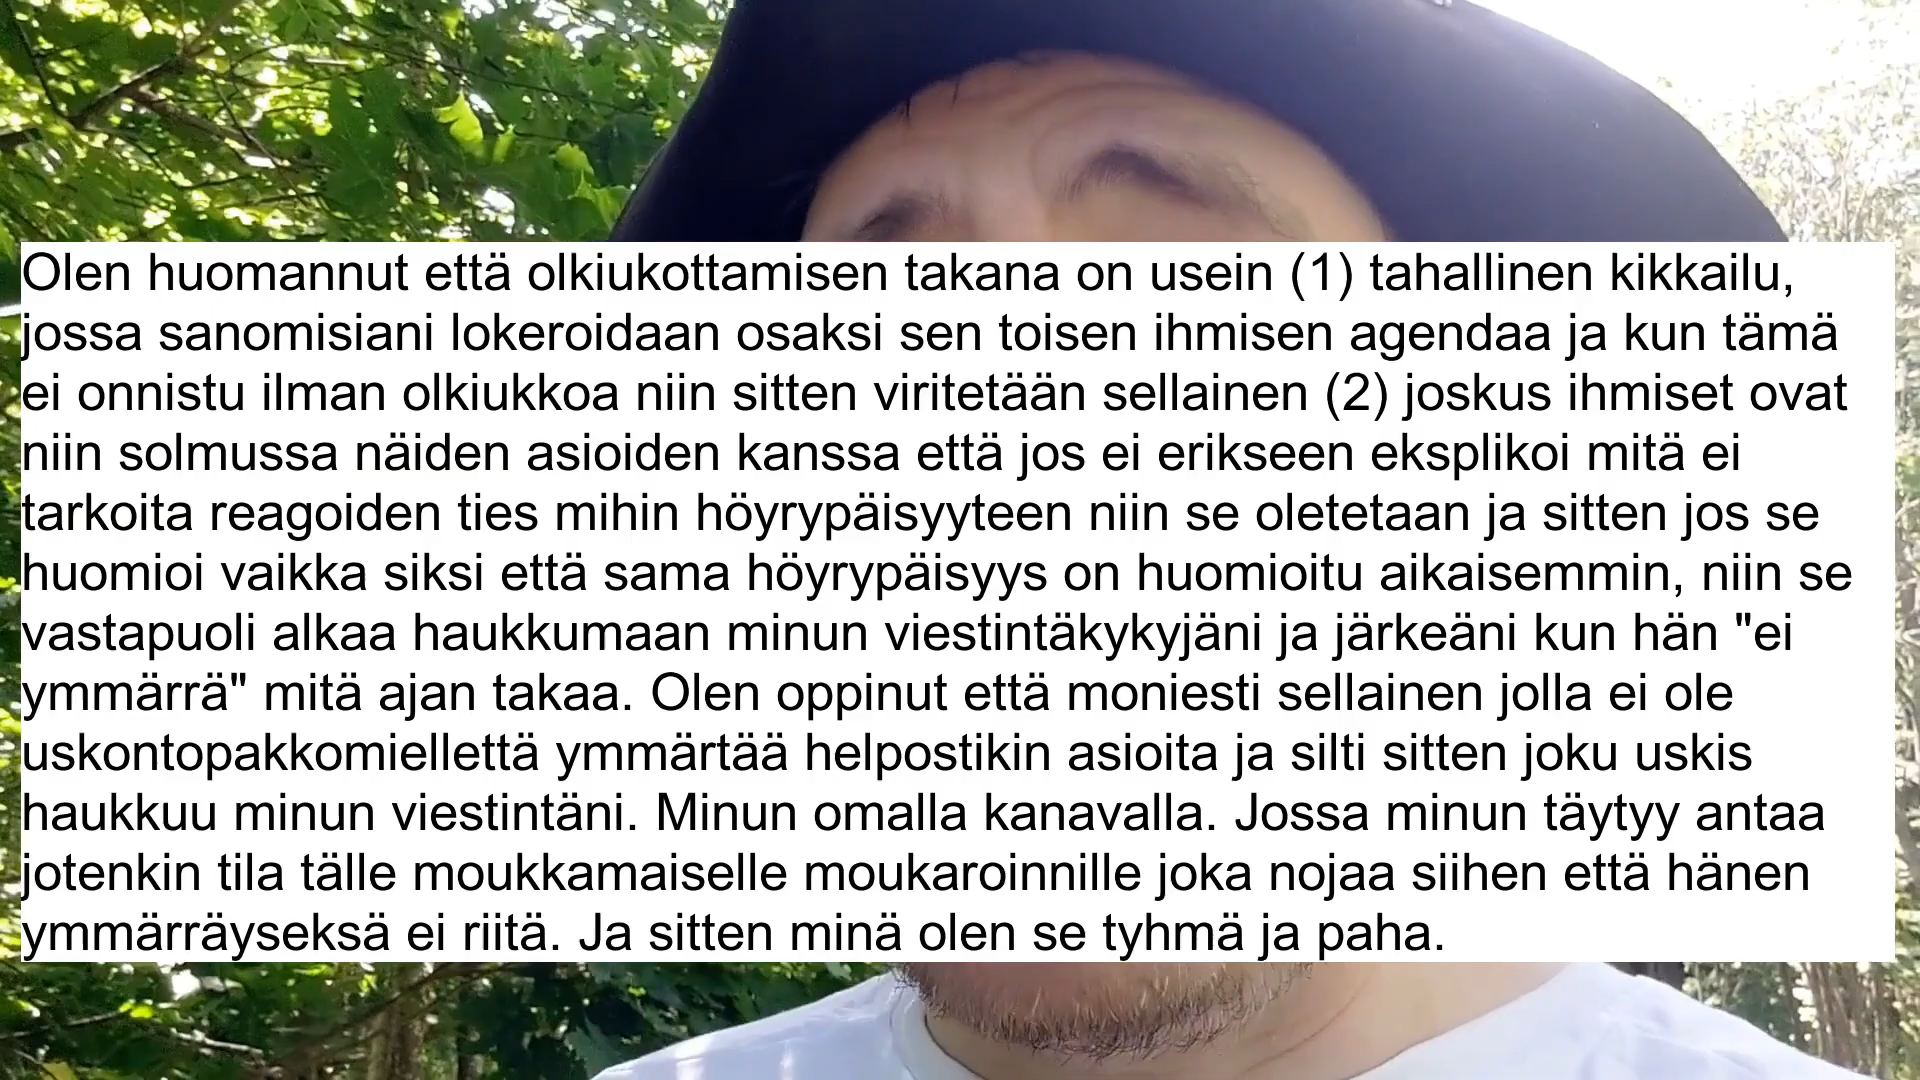 Olen huomannut että olkiukottamisen takana on usein (1) tahallinen kikkailu,
jossa sanomisiani lokeroidaan osaksi sen toisen ihmisen agendaa ja kun tämä
ei onnistu ilman olkiukkoa niin sitten viritetään sellainen (2) joskus ihmiset ovat
niin solmussa näiden asioiden kanssa että jos ei erikseen eksplikoi mitä ei
tarkoita reagoiden ties mihin höyrypäisyyteen niin se oletetaan ja sitten jos se
huomioi vaikka siksi että sama höyrypäisyys on huomioitu aikaisemmin, niin se
vastapuoli alkaa haukkumaan minun viestintäkykyjäni ja järkeäni kun hän "ei
ymmärrä" mitä ajan takaa. Olen oppinut että moniesti sellainen jolla ei ole
uskontopakkomiellettä ymmärtää helpostikin asioita ja silti sitten joku uskis
haukkuu minun viestintäni. Minun omalla kanavalla. Jossa minun täytyy antaa
jotenkin tila tälle moukkamaiselle moukaroinnille joka nojaa siihen että hänen
ymmärräyseksä ei riitä. Ja sitten minä olen se tyhmä ja paha.